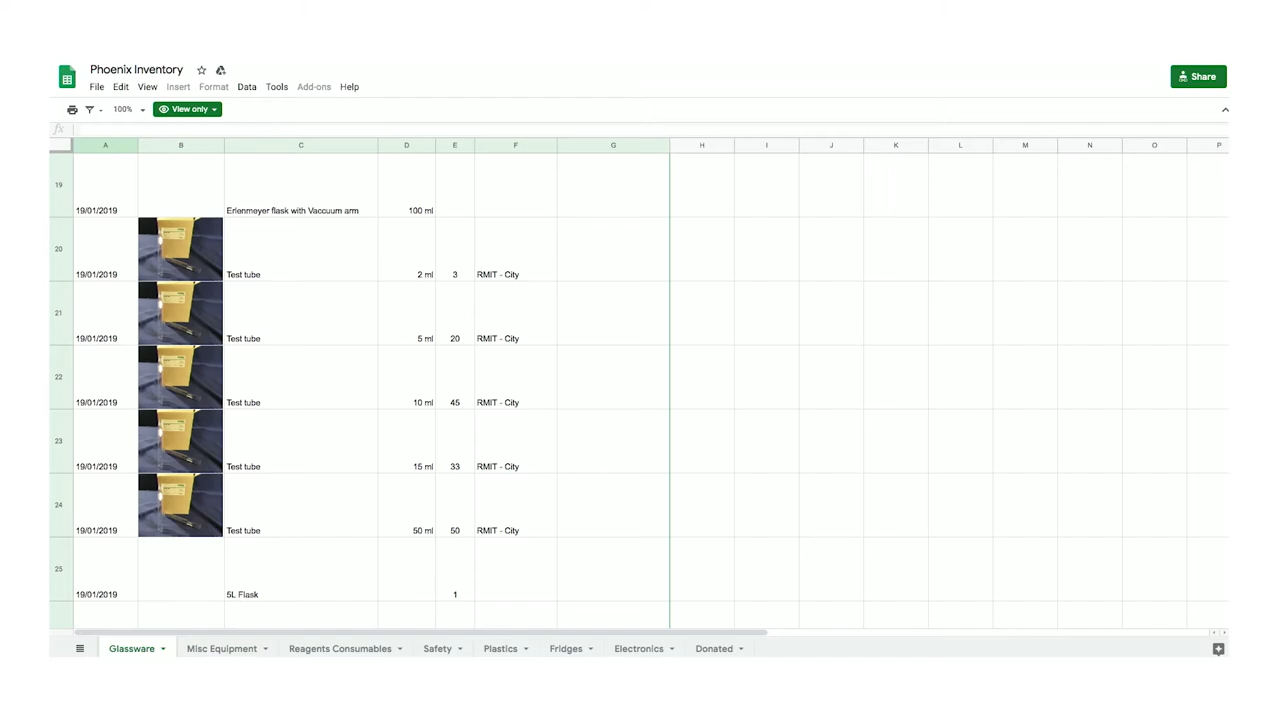 Phoenix Inventory
File Edit View Insert Format Data Tools Add-ons Help
Share
100% View only
fx
A B C D E F G H I J K L M N O P
19 19/01/2019 Erlenmeyer flask with Vaccuum arm 100 ml
20 19/01/2019 Test tube 2 ml 3 RMIT - City
21 19/01/2019 Test tube 5 ml 20 RMIT - City
22 19/01/2019 Test tube 10 ml 45 RMIT - City
23 19/01/2019 Test tube 15 ml 33 RMIT - City
24 19/01/2019 Test tube 50 ml 50 RMIT - City
25 19/01/2019 5L Flask 1
Glassware Misc Equipment Reagents Consumables Safety Plastics Fridges Electronics Donated